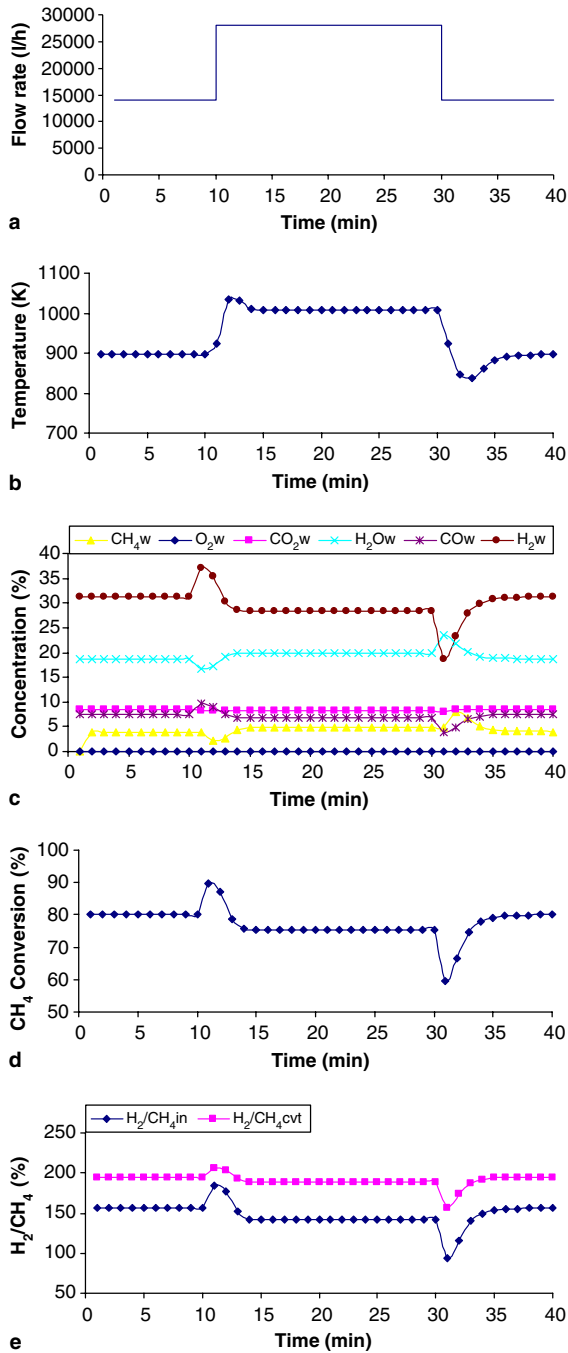 30000
25000
20000
15000
10000
5000
0
Flow rate (l/h)
0 5 10 15 20 25 30 35 40
Time (min)
a
1100
1000
900
800
700
Temperature (K)
0 5 10 15 20 25 30 35 40
Time (min)
b
CH₄w O₂w CO₂w H₂Ow COw H₂w
40
35
30
25
20
15
10
5
0
Concentration (%)
0 5 10 15 20 25 30 35 40
Time (min)
c
100
90
80
70
60
50
CH₄ Conversion (%)
0 5 10 15 20 25 30 35 40
Time (min)
d
H₂/CH₄in H₂/CH₄cvt
250
200
150
100
50
H₂/CH₄ (%)
0 5 10 15 20 25 30 35 40
Time (min)
e